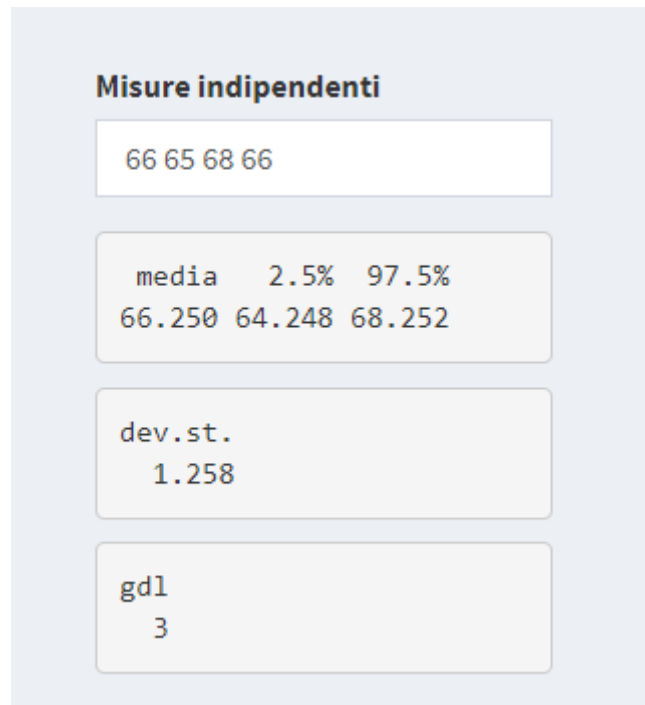 Misure indipendenti
66 65 68 66
media 2.5% 97.5%
66.250 64.248 68.252
dev.st.
1.258
gdl
3